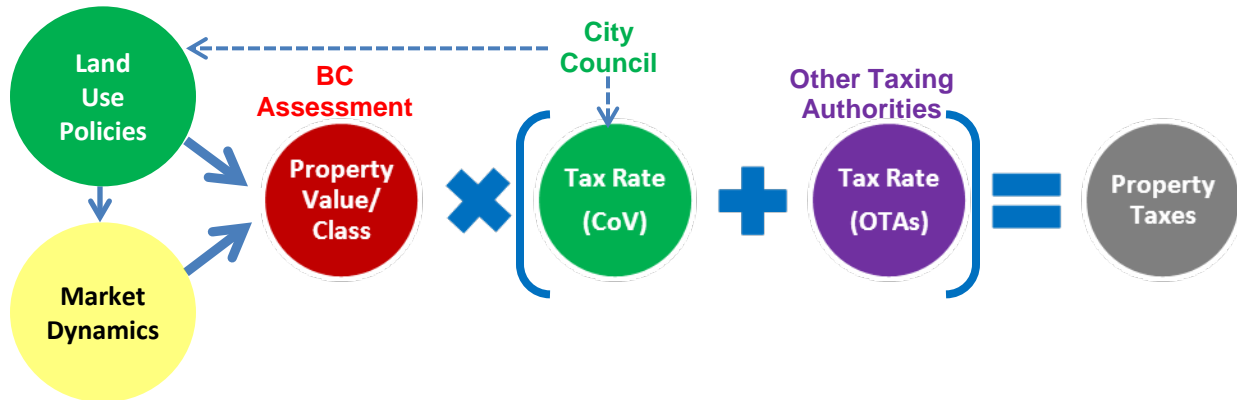 Land
Use
Policies
Market
Dynamics
BC
Assessment
Property
Value/
Class
City
Council
Tax Rate
(CoV)
Other Taxing
Authorities
Tax Rate
(OTAs)
Property
Taxes